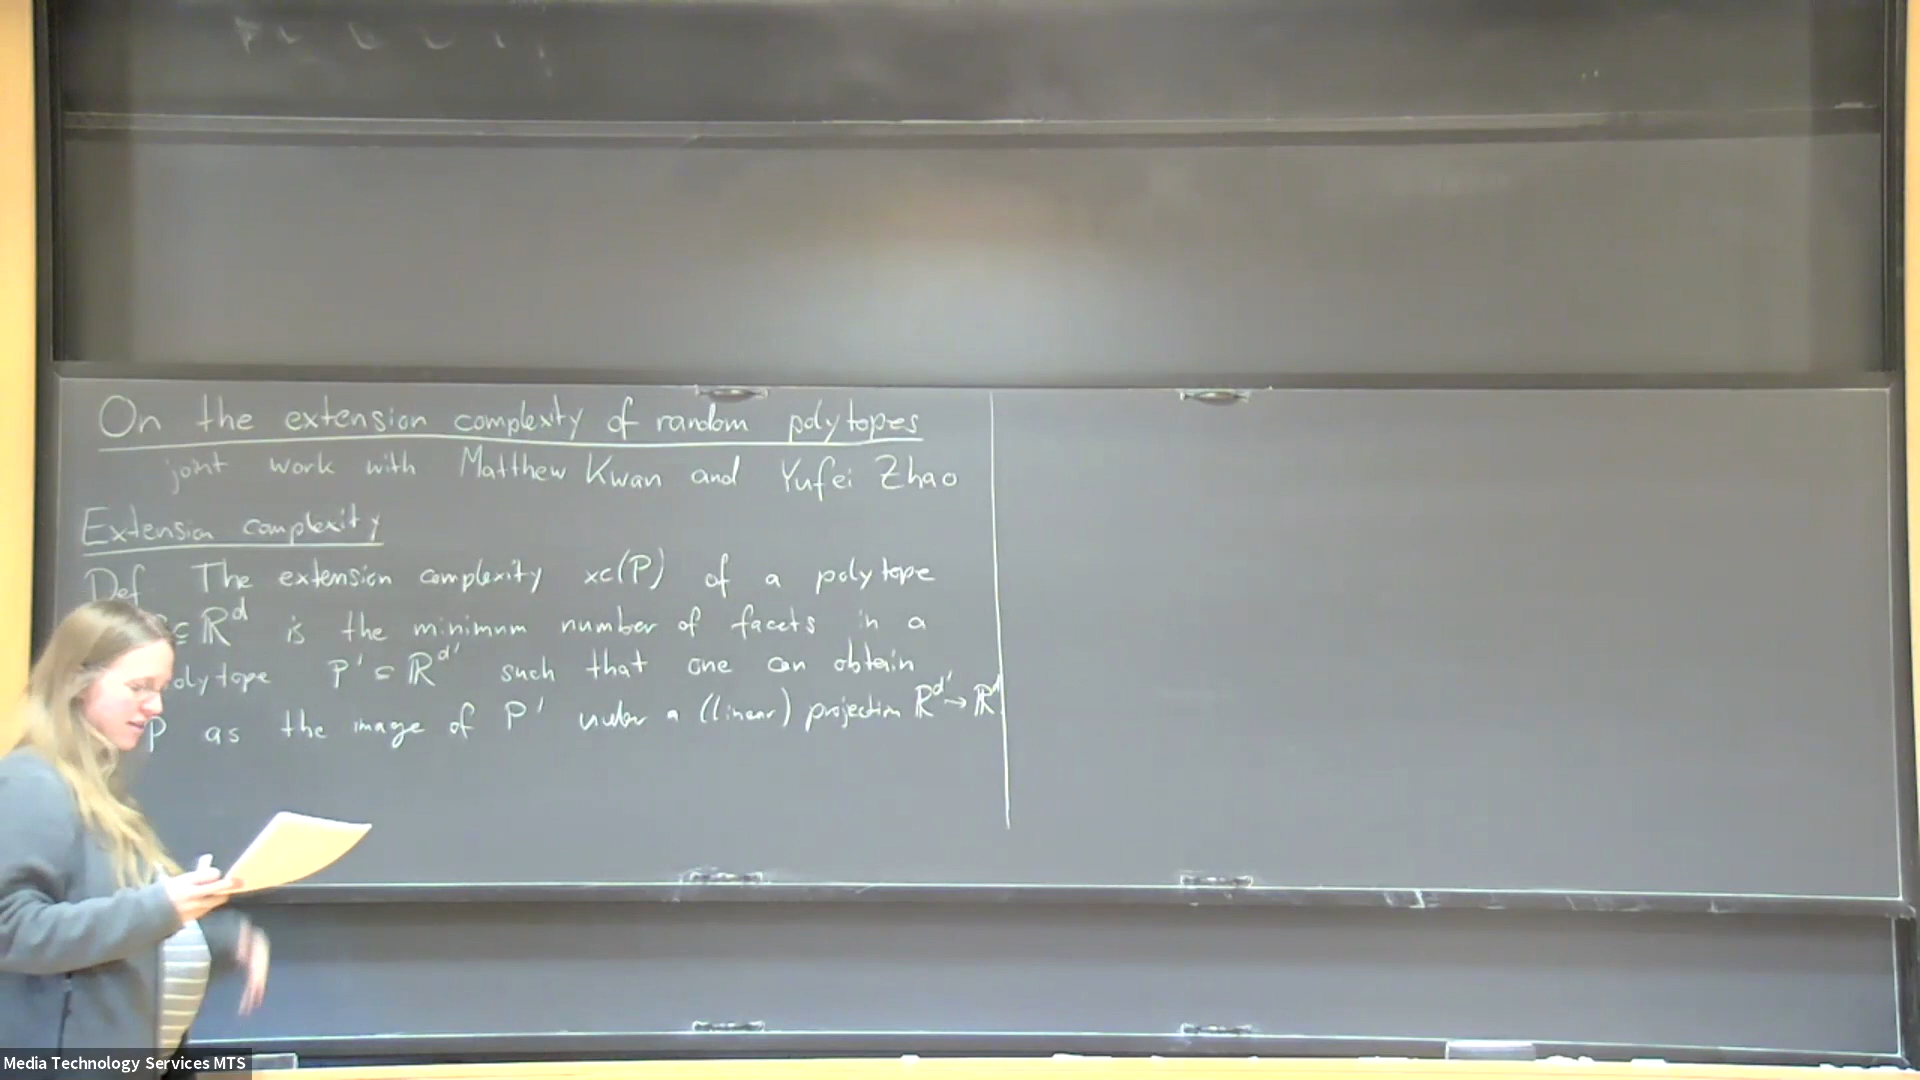 On the extension complexity of random polytopes
joint work with Matthew Kwan and Yufei Zhao
Extension complexity
Def. The extension complexity xc(P) of a polytope
⊆ ℝ^d is the minimum number of facets in a
olytope P' ⊆ ℝ^d' such that one can obtain
P as the image of P' under a (linear) projection ℝ^d' → ℝ^d
Media Technology Services MTS